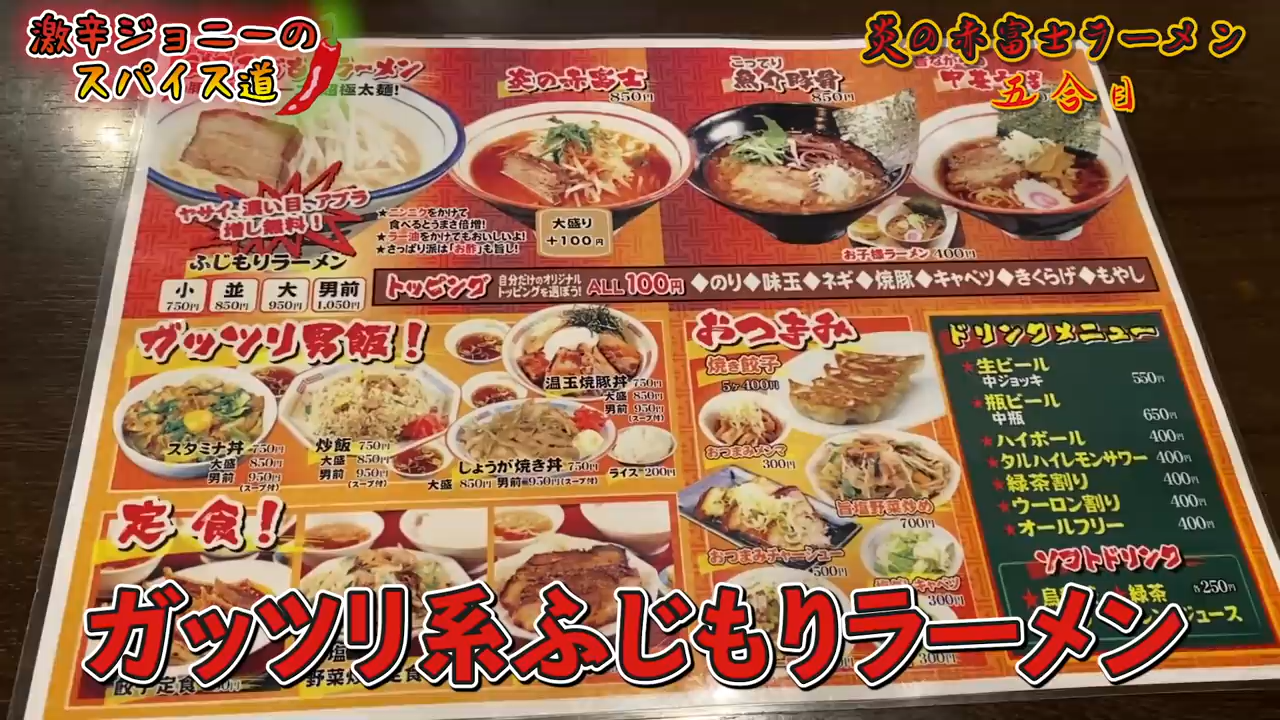 激辛ジョニーの
スパイス道
炎の赤富士ラーメン
五合目
ラーメン
極太麺!
炎の赤富士
850円
こってり
魚介豚骨
850円
ヤサイ、濃い目、アブラ
増し無料!
★ニンニクをかけて
食べるとうまさ倍増!
★ラー油をかけてもおいしいよ!
★さっぱり派は「お酢」も旨し!
大盛り
+100円
お子様ラーメン 400円
ふじもりラーメン
小 並 大 男前
750円 850円 950円 1,050円
トッピング
自分だけのオリジナル
トッピングを選ぼう!
ALL100円
◆のり◆味玉◆ネギ◆焼豚◆キャベツ◆きくらげ◆もやし
ガッツリ男飯!
温玉焼豚丼 750円
大盛 850円
男前 950円
(スープ付)
スタミナ丼 750円
大盛 850円
男前 950円
(スープ付)
炒飯 750円
大盛 850円
男前 950円
(スープ付)
しょうが焼き丼 750円
大盛 850円 男前 950円(スープ付)
ライス 200円
おつまみ
焼き餃子
5ヶ400円
おつまみメンマ
300円
旨塩野菜炒め
700円
おつまみチャーシュー
500円
キャベツ
300円
300円
ドリンクメニュー
★生ビール
中ジョッキ 550円
★瓶ビール
中瓶 650円
★ハイボール 400円
★タルハイレモンサワー 400円
★緑茶割り 400円
★ウーロン割り 400円
★オールフリー 400円
ソフトドリンク
緑茶 各250円
ジュース
定食!
餃子定食
ガッツリ系ふじもりラーメン